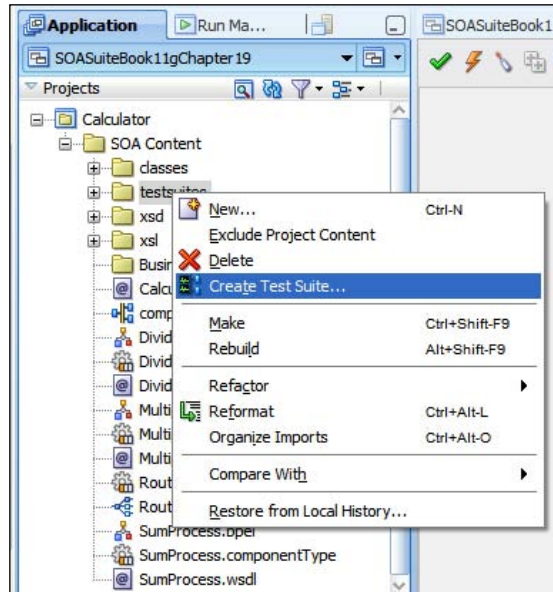 Application
Run Ma...
SOASuiteBook1
SOASuiteBook11gChapter19
Projects
Calculator
SOA Content
classes
testsuites
xsd
xsl
Busin
Calcu
comp
Divid
Divid
Divid
Multi
Multi
Multi
Rout
Rout
SumProcess.bpel
SumProcess.componentType
SumProcess.wsdl
New... Ctrl-N
Exclude Project Content
Delete
Create Test Suite...
Make Ctrl+Shift-F9
Rebuild Alt+Shift-F9
Refactor
Reformat Ctrl+Alt-L
Organize Imports Ctrl+Alt-O
Compare With
Restore from Local History...